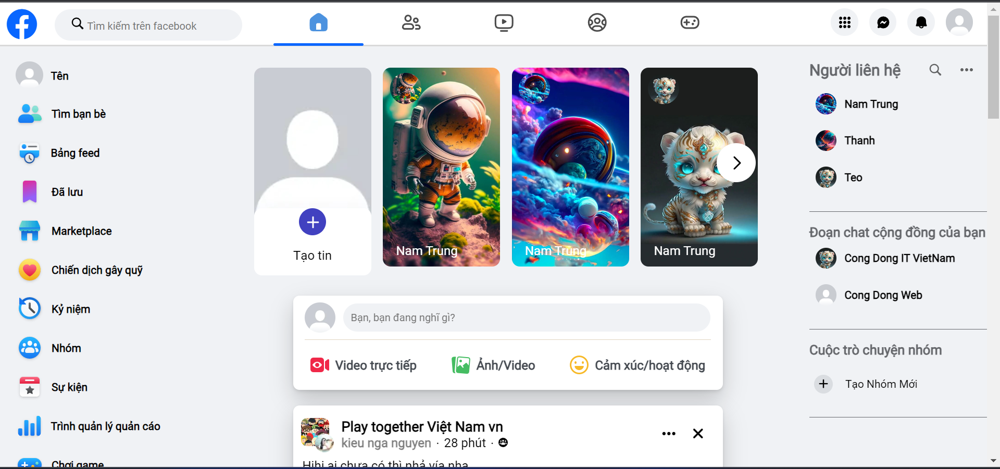 Tìm kiếm trên facebook
Tên
Tìm bạn bè
Bảng feed
Đã lưu
Marketplace
Chiến dịch gây quỹ
Kỷ niệm
Nhóm
Sự kiện
Trình quản lý quảng cáo
Chơi game
Tạo tin
Nam Trung
Nam Trung
Nam Trung
Bạn, bạn đang nghĩ gì?
Video trực tiếp
Ảnh/Video
Cảm xúc/hoạt động
Play together Việt Nam vn
kieu nga nguyen · 28 phút ·
Hihi ai chưa có thì nhả vía nha
Người liên hệ
Nam Trung
Thanh
Teo
Đoạn chat cộng đồng của bạn
Cong Dong IT VietNam
Cong Dong Web
Cuộc trò chuyện nhóm
Tạo Nhóm Mới